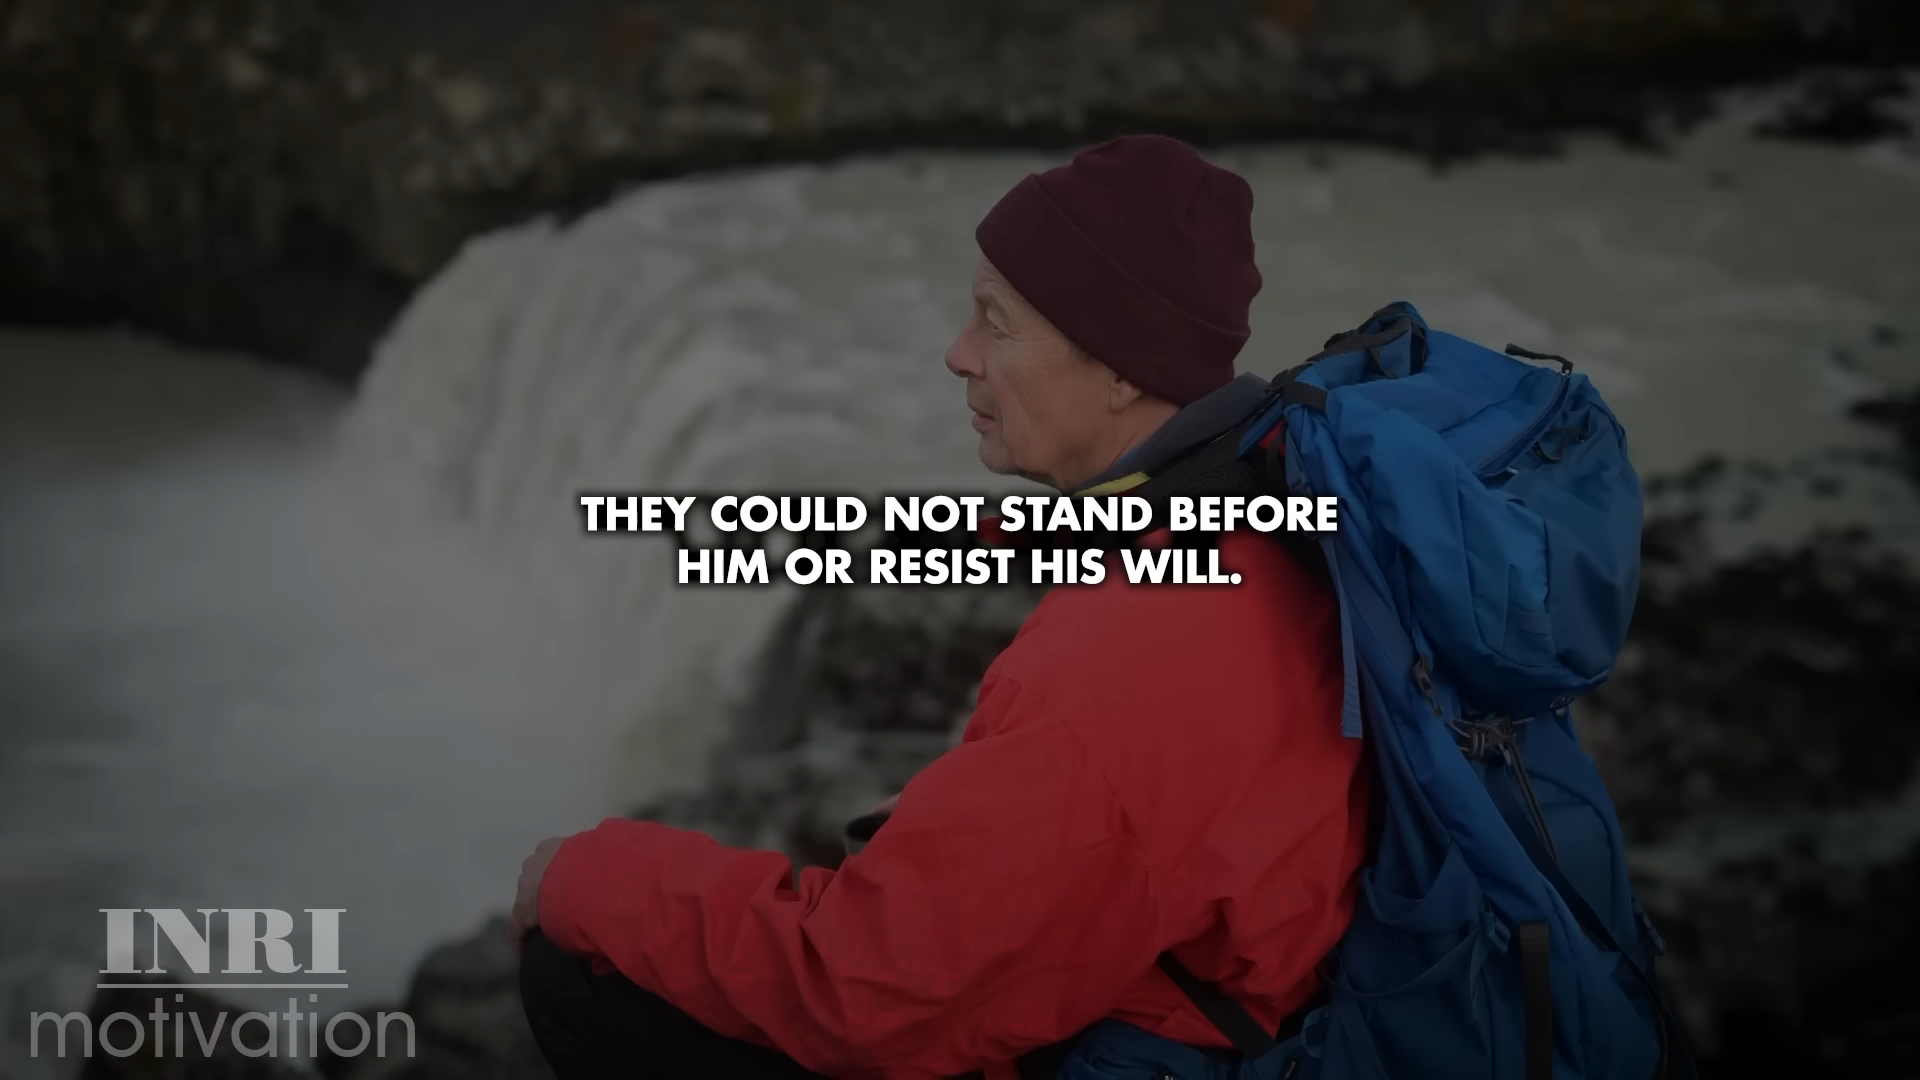 THEY COULD NOT STAND BEFORE
HIM OR RESIST HIS WILL.
INRI
motivation